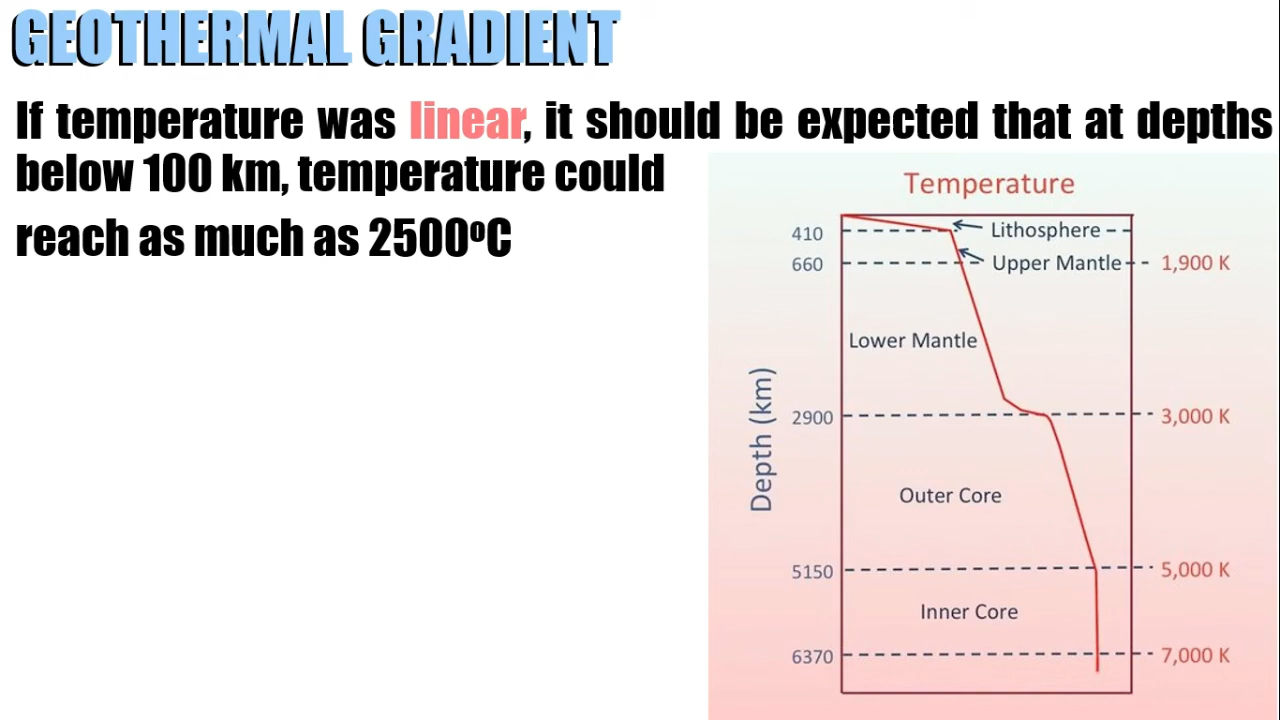 GEOTHERMAL GRADIENT
If temperature was linear, it should be expected that at depths
below 100 km, temperature could
reach as much as 2500ºC
Temperature
410
Lithosphere
660
Upper Mantle
1,900 K
Lower Mantle
Depth (km)
2900
3,000 K
Outer Core
5150
5,000 K
Inner Core
6370
7,000 K